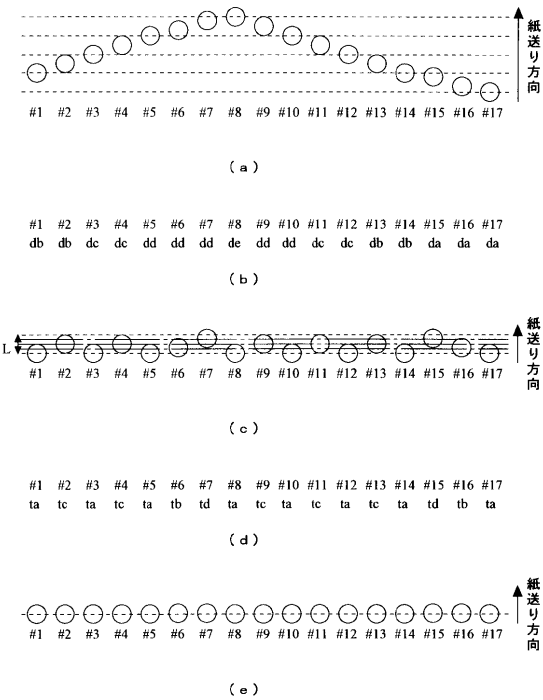 紙送り方向
#1 #2 #3 #4 #5 #6 #7 #8 #9 #10 #11 #12 #13 #14 #15 #16 #17
(a)
#1 #2 #3 #4 #5 #6 #7 #8 #9 #10 #11 #12 #13 #14 #15 #16 #17
db db dc dc dd dd dd de dd dd dc dc db db da da da
(b)
紙送り方向
L
#1 #2 #3 #4 #5 #6 #7 #8 #9 #10 #11 #12 #13 #14 #15 #16 #17
(c)
#1 #2 #3 #4 #5 #6 #7 #8 #9 #10 #11 #12 #13 #14 #15 #16 #17
ta tc ta tc ta tb td ta tc ta tc ta tc ta td tb ta
(d)
紙送り方向
#1 #2 #3 #4 #5 #6 #7 #8 #9 #10 #11 #12 #13 #14 #15 #16 #17
(e)